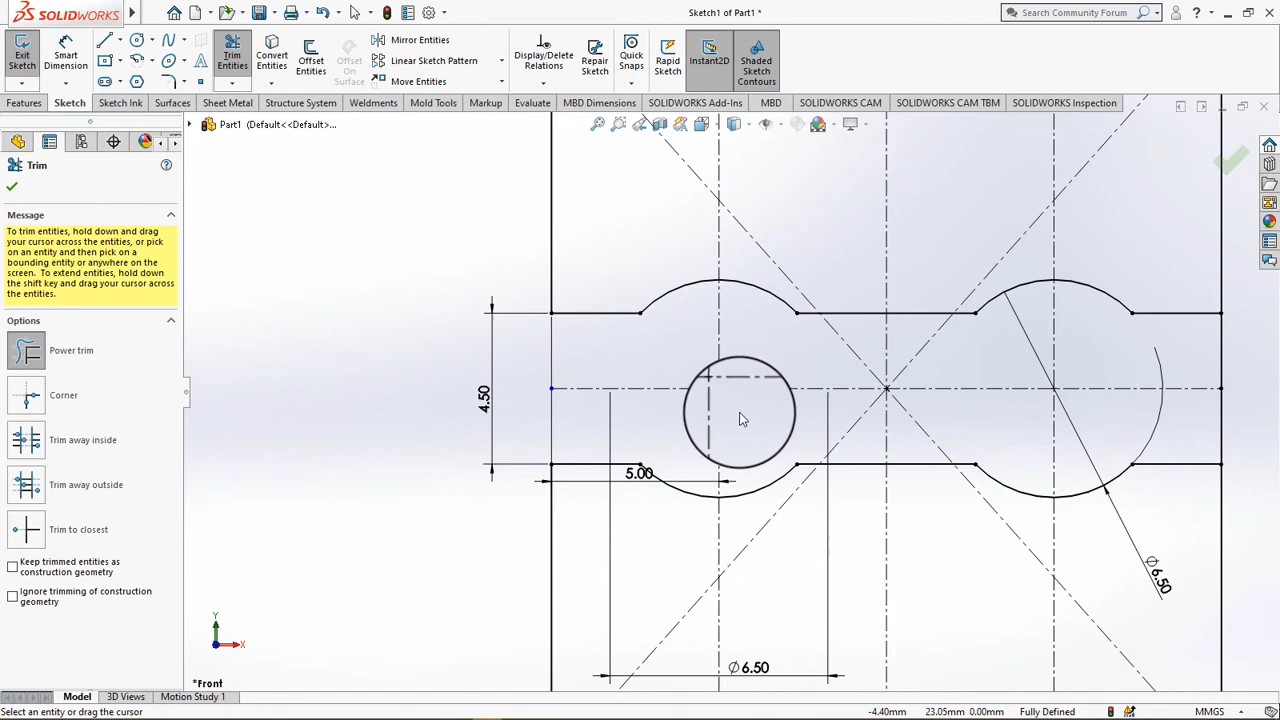 SOLIDWORKS
Sketch1 of Part1 *
Search Community Forum
Exit Sketch
Smart Dimension
Trim Entities
Convert Entities
Offset Entities
Offset On Surface
Mirror Entities
Linear Sketch Pattern
Move Entities
Display/Delete Relations
Repair Sketch
Quick Snaps
Rapid Sketch
Instant2D
Shaded Sketch Contours
Features Sketch Sketch Ink Surfaces Sheet Metal Structure System Weldments Mold Tools Markup Evaluate MBD Dimensions SOLIDWORKS Add-Ins MBD SOLIDWORKS CAM SOLIDWORKS CAM TBM SOLIDWORKS Inspection
Part1 (Default<<Default>...
Trim
Message
To trim entities, hold down and drag
your cursor across the entities, or pick
on an entity and then pick on a
bounding entity or anywhere on the
screen. To extend entities, hold down
the shift key and drag your cursor across
the entities.
Options
Power trim
Corner
Trim away inside
Trim away outside
Trim to closest
Keep trimmed entities as
construction geometry
Ignore trimming of construction
geometry
4.50
5.00
⌀6.50
⌀6.50
Y
X
*Front
Model 3D Views Motion Study 1
Select an entity or drag the cursor
-4.40mm 23.05mm 0.00mm Fully Defined MMGS